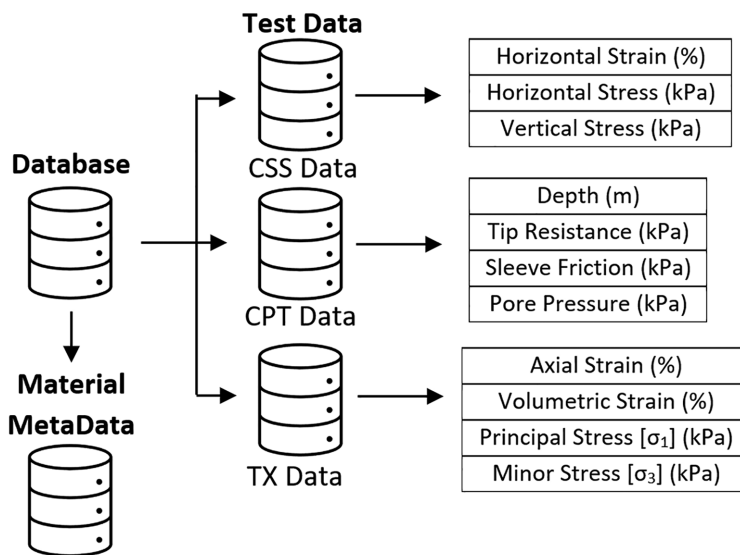 Test Data
Horizontal Strain (%)
Horizontal Stress (kPa)
Vertical Stress (kPa)
CSS Data
Database
Depth (m)
Tip Resistance (kPa)
Sleeve Friction (kPa)
Pore Pressure (kPa)
CPT Data
Material
MetaData
Axial Strain (%)
Volumetric Strain (%)
Principal Stress [σ₁] (kPa)
Minor Stress [σ₃] (kPa)
TX Data